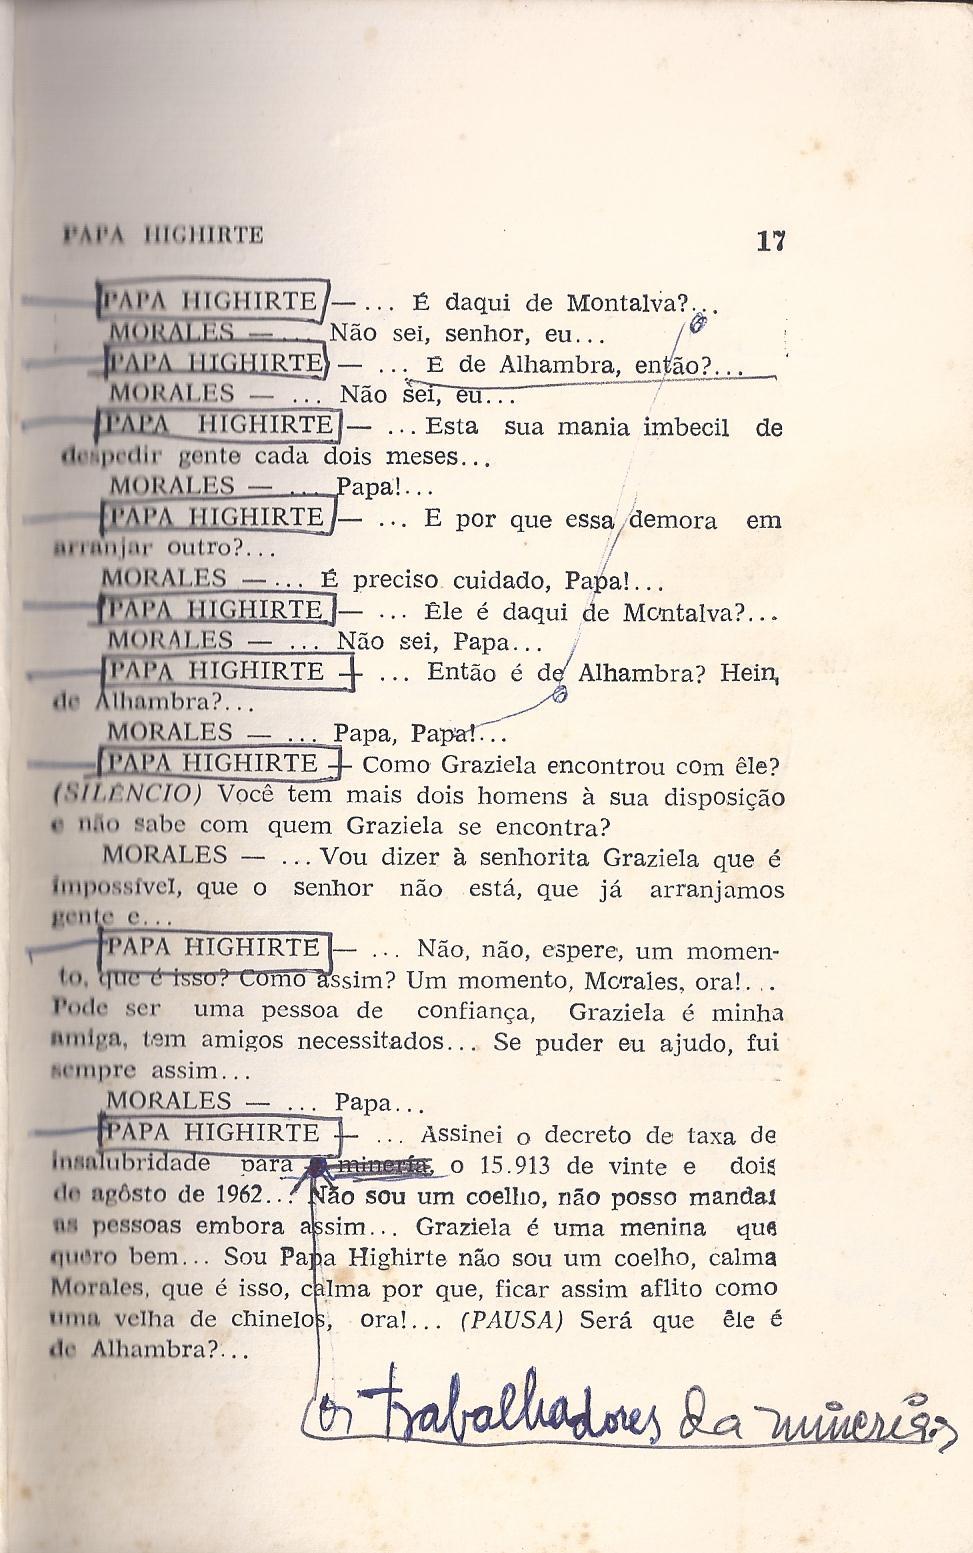 PAPA HIGHIRTE 17
PAPA HIGHIRTE — ... É daqui de Montalva?...
MORALES — ... Não sei, senhor, eu...
PAPA HIGHIRTE — ... E de Alhambra, então?...
MORALES — ... Não sei, eu...
PAPA HIGHIRTE — ... Esta sua mania imbecil de
despedir gente cada dois meses...
MORALES — ... Papa!...
PAPA HIGHIRTE — ... E por que essa demora em
arranjar outro?...
MORALES — ... É preciso cuidado, Papa!...
PAPA HIGHIRTE — ... Êle é daqui de Montalva?...
MORALES — ... Não sei, Papa...
PAPA HIGHIRTE — ... Então é de Alhambra? Hein,
de Alhambra?...
MORALES — ... Papa, Papa!...
PAPA HIGHIRTE — Como Graziela encontrou com êle?
(SILÊNCIO) Você tem mais dois homens à sua disposição
e não sabe com quem Graziela se encontra?
MORALES — ... Vou dizer à senhorita Graziela que é
impossível, que o senhor não está, que já arranjamos
gente e...
PAPA HIGHIRTE — ... Não, não, espere, um momen-
to, que é isso? Como assim? Um momento, Morales, ora!...
Pode ser uma pessoa de confiança, Graziela é minha
amiga, tem amigos necessitados... Se puder eu ajudo, fui
sempre assim...
MORALES — ... Papa...
PAPA HIGHIRTE — ... Assinei o decreto de taxa de
insalubridade para mineria, o 15.913 de vinte e dois
de agôsto de 1962... Não sou um coelho, não posso mandar
as pessoas embora assim... Graziela é uma menina que
quero bem... Sou Papa Highirte não sou um coelho, calma
Morales, que é isso, calma por que, ficar assim aflito como
uma velha de chinelos, ora!... (PAUSA) Será que êle é
de Alhambra?...
os trabalhadores da mineria